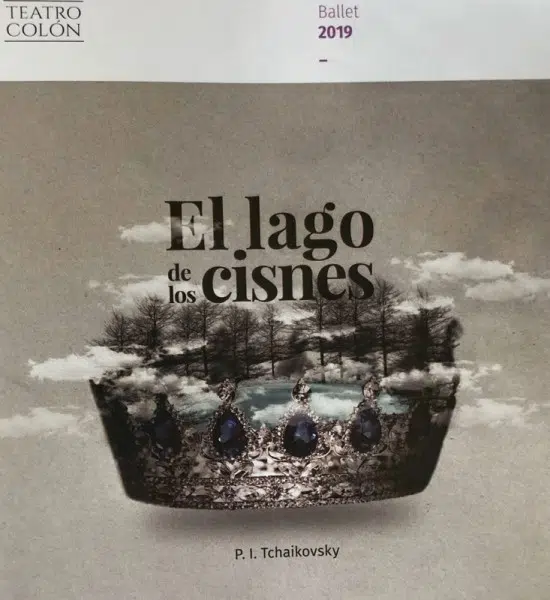 TEATRO
COLÓN
Ballet
2019
El lago
de los cisnes
P. I. Tchaikovsky